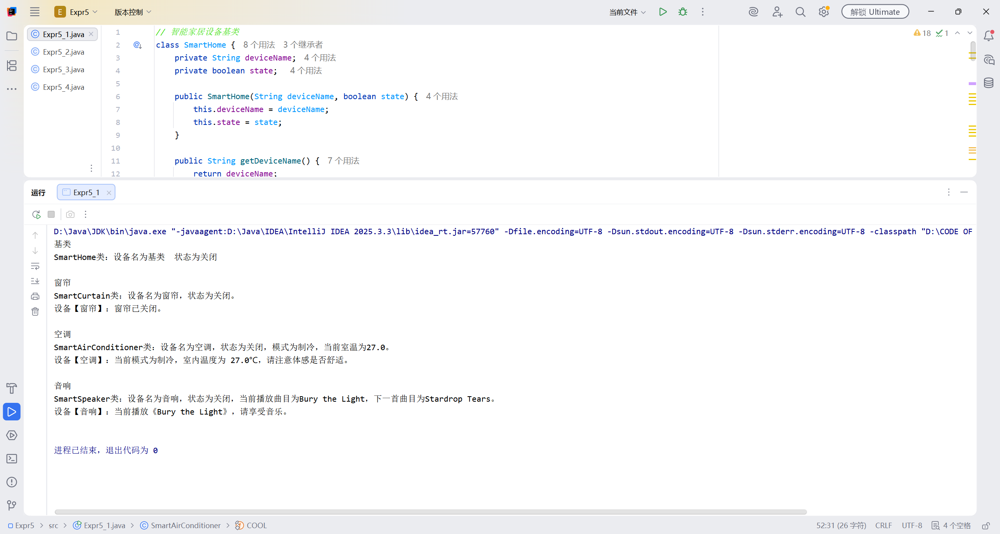 E Expr5 版本控制 当前文件 解锁 Ultimate
Expr5_1.java
Expr5_2.java
Expr5_3.java
Expr5_4.java
18 1
1 // 智能家居设备基类
2 class SmartHome { 8 个用法 3 个继承者
3 private String deviceName; 4 个用法
4 private boolean state; 4 个用法
5
6 public SmartHome(String deviceName, boolean state) { 4 个用法
7 this.deviceName = deviceName;
8 this.state = state;
9 }
10
11 public String getDeviceName() { 7 个用法
12 return deviceName;
运行 Expr5_1
D:\Java\JDK\bin\java.exe "-javaagent:D:\Java\IDEA\IntelliJ IDEA 2025.3.3\lib\idea_rt.jar=57760" -Dfile.encoding=UTF-8 -Dsun.stdout.encoding=UTF-8 -Dsun.stderr.encoding=UTF-8 -classpath "D:\CODE OF
基类
SmartHome类：设备名为基类  状态为关闭
窗帘
SmartCurtain类：设备名为窗帘，状态为关闭。
设备【窗帘】：窗帘已关闭。
空调
SmartAirConditioner类：设备名为空调，状态为关闭，模式为制冷，当前室温为27.0。
设备【空调】：当前模式为制冷，室内温度为 27.0℃，请注意体感是否舒适。
音响
SmartSpeaker类：设备名为音响，状态为关闭，当前播放曲目为Bury the Light，下一首曲目为Stardrop Tears。
设备【音响】：当前播放《Bury the Light》，请享受音乐。
进程已结束，退出代码为 0
Expr5 > src > Expr5_1.java > SmartAirConditioner > COOL 52:31 (26 字符) CRLF UTF-8 4 个空格